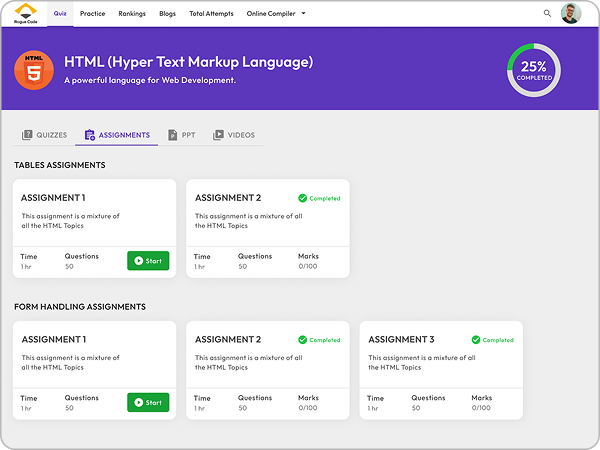 Rogue Code
Quiz Practice Rankings Blogs Total Attempts Online Compiler
HTML
5
HTML (Hyper Text Markup Language)
A powerful language for Web Development.
25%
COMPLETED
QUIZZES ASSIGNMENTS PPT VIDEOS
TABLES ASSIGNMENTS
ASSIGNMENT 1
This assignment is a mixture of
all the HTML Topics
Time Questions
1 hr 50
Start
ASSIGNMENT 2
Completed
This assignment is a mixture of all
the HTML Topics
Time Questions Marks
1 hr 50 0/100
FORM HANDLING ASSIGNMENTS
ASSIGNMENT 1
This assignment is a mixture of
all the HTML Topics
Time Questions
1 hr 50
Start
ASSIGNMENT 2
Completed
This assignment is a mixture of all
the HTML Topics
Time Questions Marks
1 hr 50 0/100
ASSIGNMENT 3
Completed
This assignment is a mixture of all
the HTML Topics
Time Questions Marks
1 hr 50 0/100